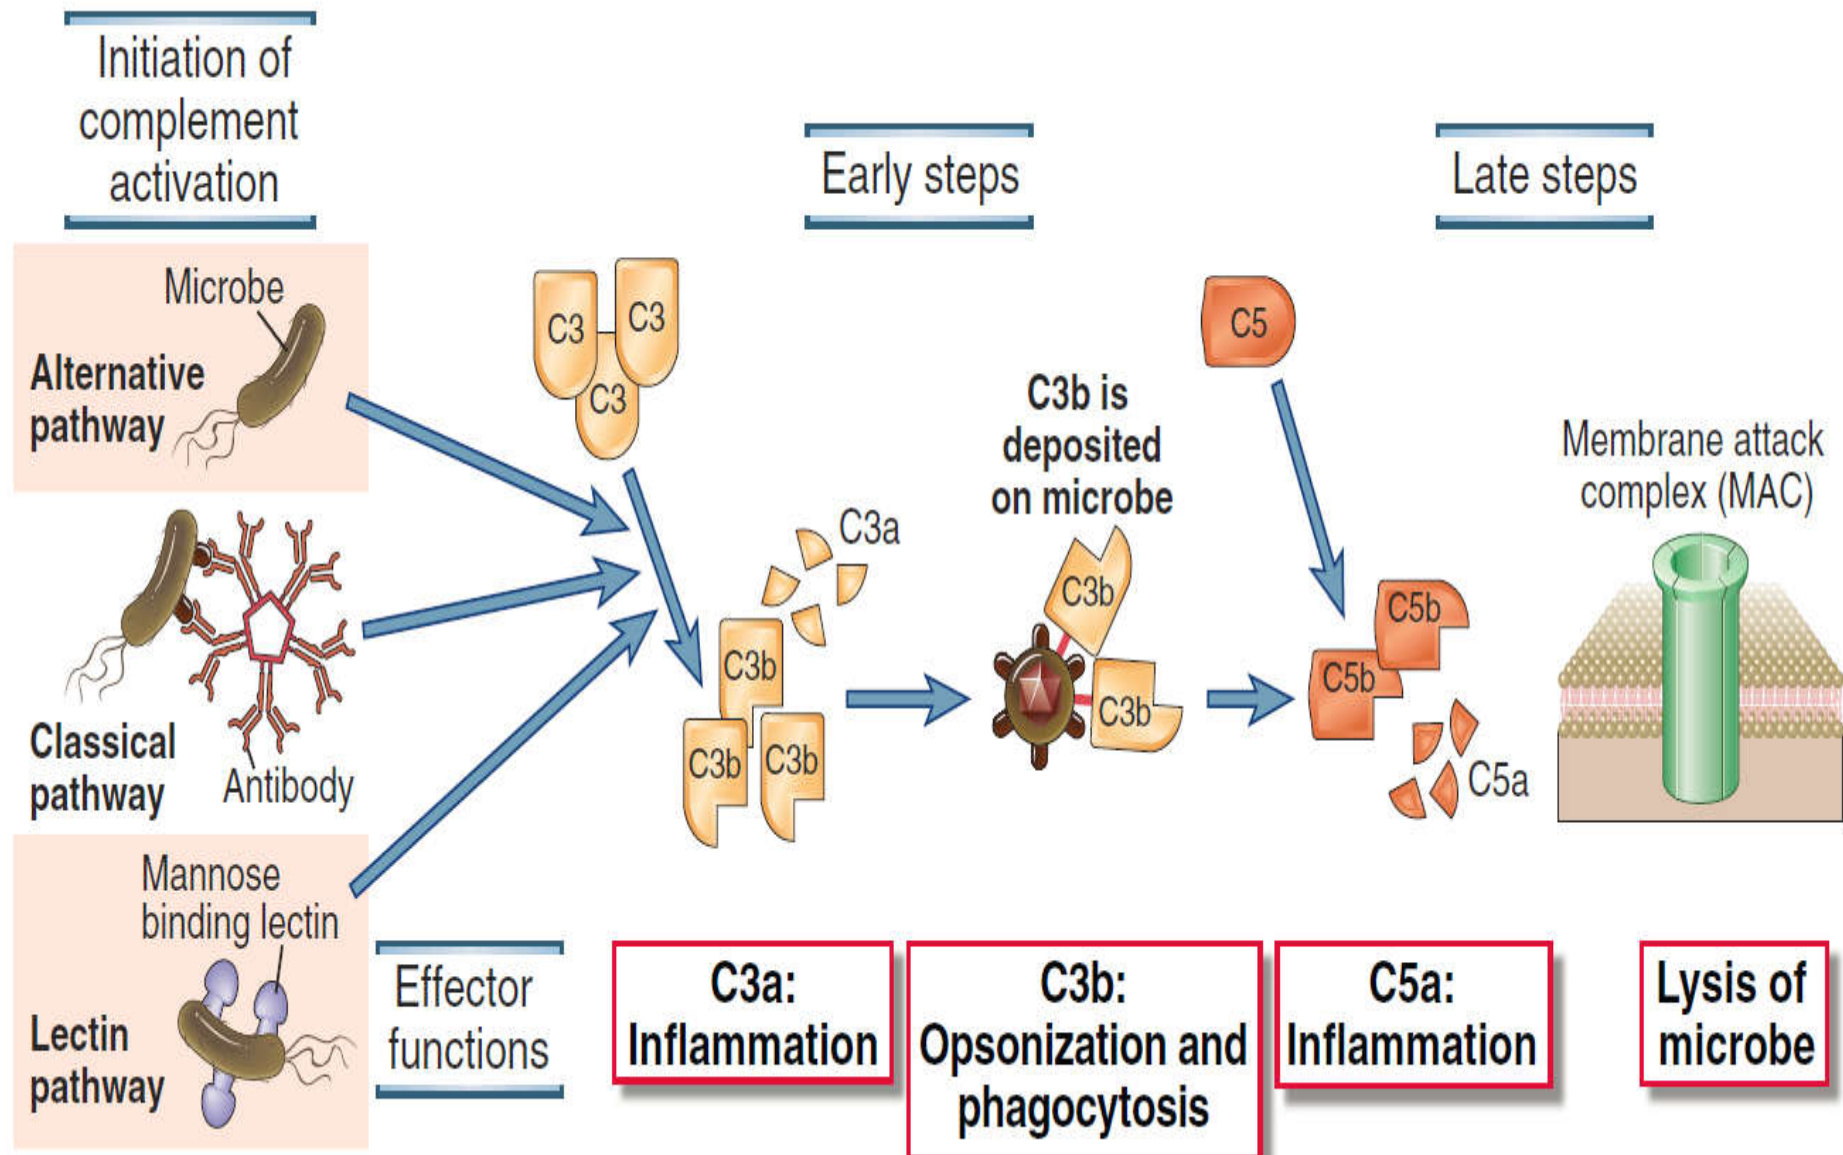 Initiation of
complement
activation
Early steps
Late steps
Microbe
Alternative
pathway
C3
C3
C3
C5
C3b is
deposited
on microbe
Membrane attack
complex (MAC)
C3a
C3b
C3b
C3b
C3b
C3b
C5b
C5b
C5a
Classical
pathway
Antibody
Mannose
binding lectin
Lectin
pathway
Effector
functions
C3a:
Inflammation
C3b:
Opsonization and
phagocytosis
C5a:
Inflammation
Lysis of
microbe